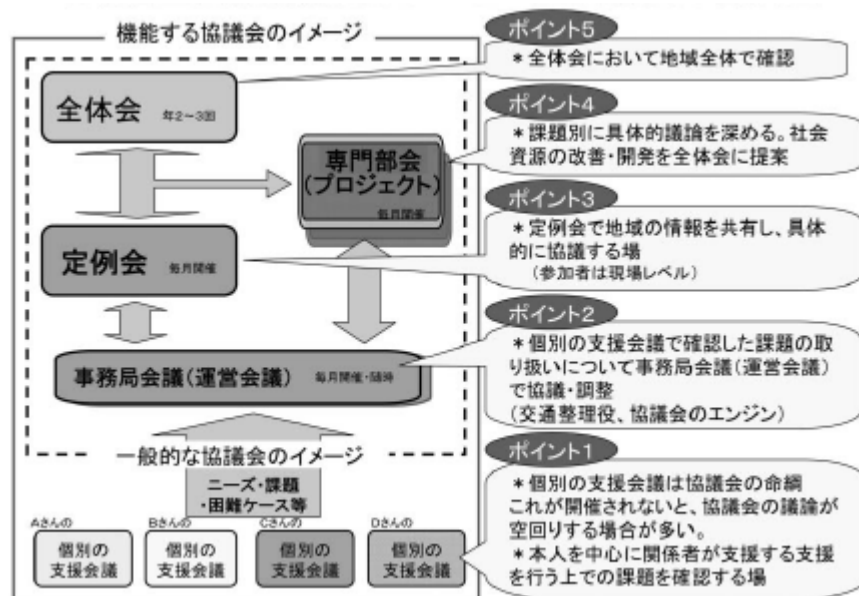 機能する協議会のイメージ
全体会 年2～3回
専門部会
(プロジェクト)
毎月開催
定例会 毎月開催
事務局会議(運営会議) 毎月開催・随時
一般的な協議会のイメージ
ニーズ・課題
・困難ケース等
Aさんの
個別の
支援会議
Bさんの
個別の
支援会議
Cさんの
個別の
支援会議
Dさんの
個別の
支援会議
ポイント5
＊全体会において地域全体で確認
ポイント4
＊課題別に具体的議論を深める。社会
資源の改善・開発を全体会に提案
ポイント3
＊定例会で地域の情報を共有し、具体
的に協議する場
(参加者は現場レベル)
ポイント2
＊個別の支援会議で確認した課題の取
り扱いについて事務局会議(運営会議)
で協議・調整
(交通整理役、協議会のエンジン)
ポイント1
＊個別の支援会議は協議会の命綱
これが開催されないと、協議会の議論が
空回りする場合が多い。
＊本人を中心に関係者が支援する支援
を行う上での課題を確認する場